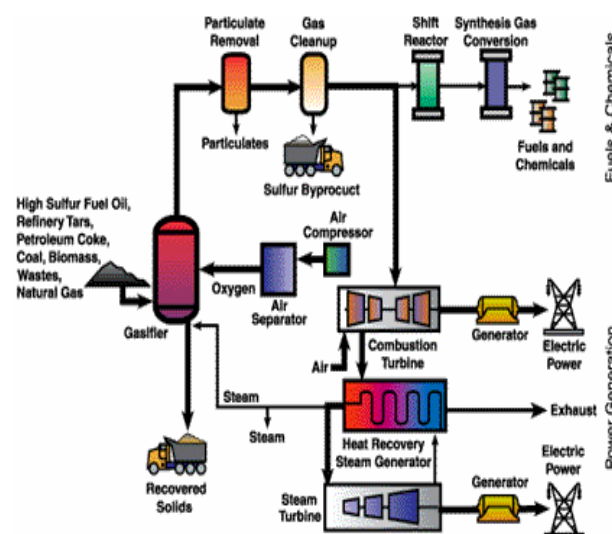 Particulate
Removal
Gas
Cleanup
Shift
Reactor
Synthesis Gas
Conversion
Fuels & Chemicals
Particulates
Sulfur Byprocuct
Fuels and
Chemicals
High Sulfur Fuel Oil,
Refinery Tars,
Petroleum Coke,
Coal, Biomass,
Wastes,
Natural Gas
Air
Compressor
Oxygen
Air
Separator
Gasifier
Combustion
Turbine
Generator
Electric
Power
Air
Power Generation
Steam
Steam
Exhaust
Heat Recovery
Steam Generator
Recovered
Solids
Steam
Turbine
Generator
Electric
Power